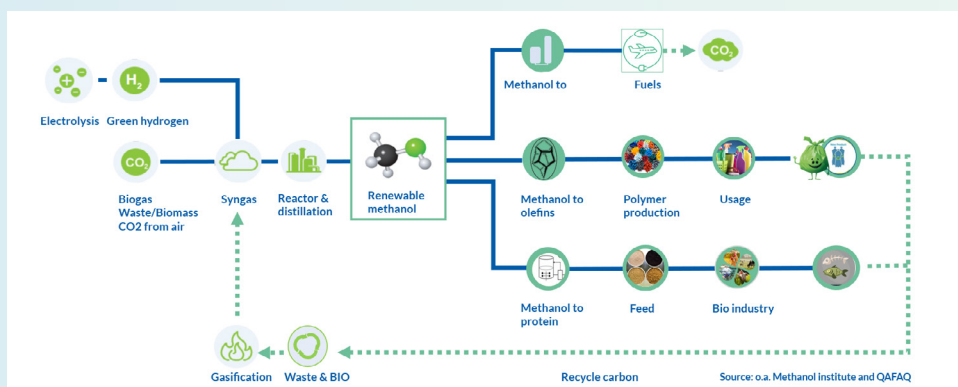 CO2
Methanol to
Fuels
H2
Electrolysis
Green hydrogen
CO2
Biogas
Waste/Biomass
CO2 from air
Syngas
Reactor &
distillation
Renewable
methanol
Methanol to
olefins
Polymer
production
Usage
Methanol to
protein
Feed
Bio industry
Gasification
Waste & BIO
Recycle carbon
Source: o.a. Methanol institute and QAFAQ